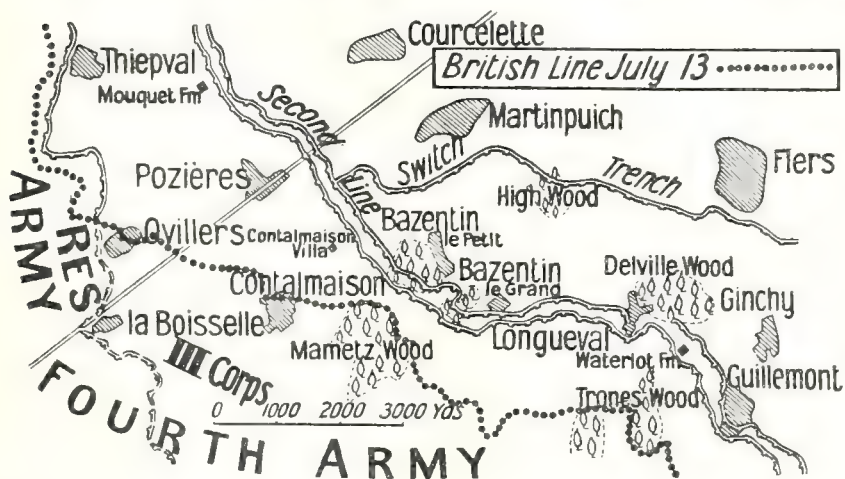 Courcelette
Thiepval
British Line July 13
Mouquet Fm
Second
Line
Martinpuich
Switch
Trench
Flers
Pozières
High Wood
ARMY
RES
Ovillers
Contalmaison
Villa
Bazentin
le Petit
Bazentin
le Grand
Delville Wood
Ginchy
Contalmaison
la Boisselle
Longueval
Waterlot Fm
Mametz Wood
III Corps
Guillemont
Trones Wood
0 1000 2000 3000 Yds
FOURTH ARMY